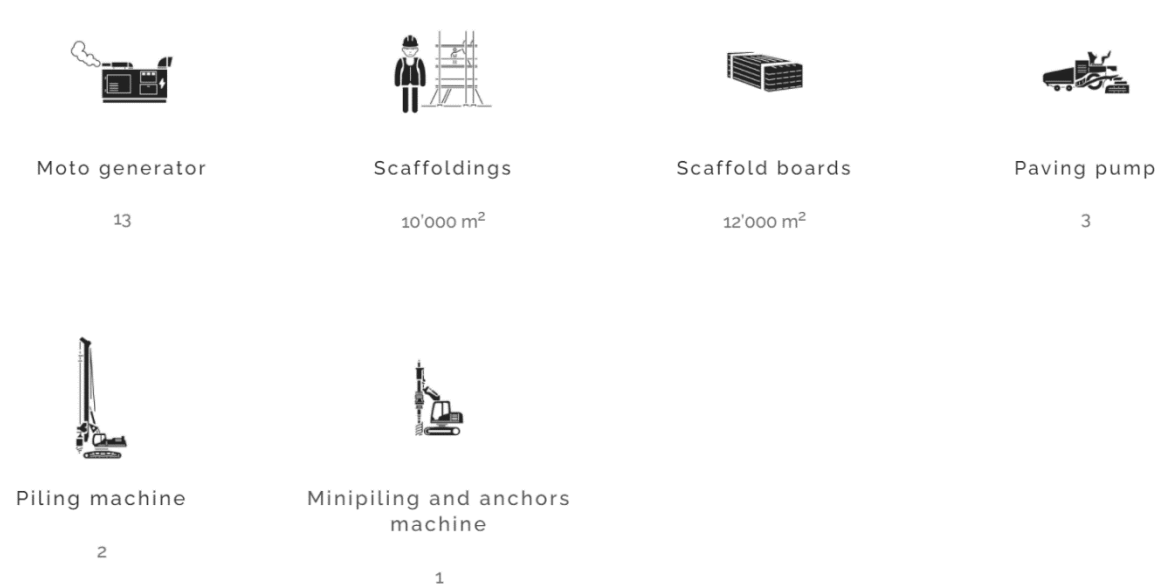 Moto generator
13
Scaffoldings
10’000 m²
Scaffold boards
12’000 m²
Paving pump
3
Piling machine
2
Minipiling and anchors
machine
1